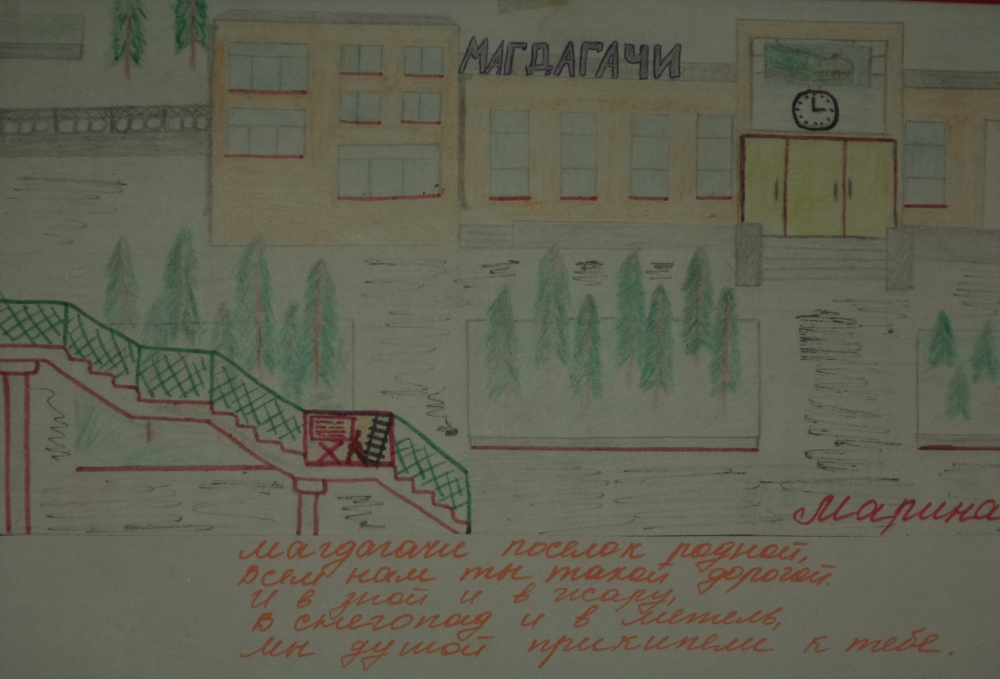 МАГДАГАЧИ
Марина
Магдагачи поселок родной,
Всем нам ты такой дорогой.
И в зной и в жару,
В снегопад и в метель,
Мы душой прикипели к тебе.